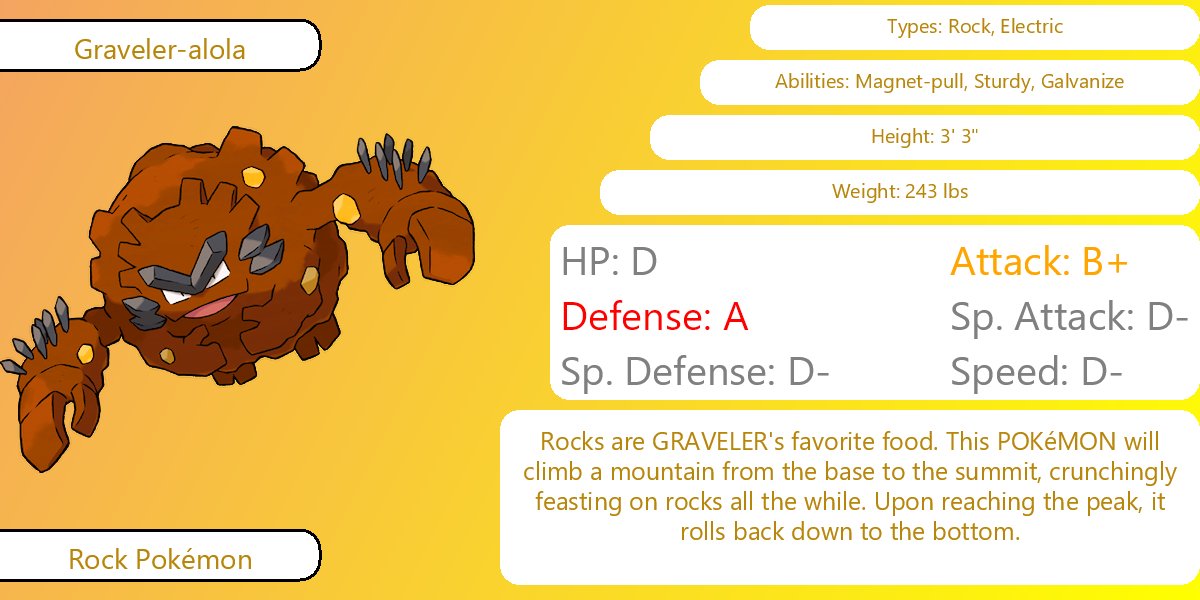 Graveler-alola
Types: Rock, Electric
Abilities: Magnet-pull, Sturdy, Galvanize
Height: 3' 3"
Weight: 243 lbs
HP: D
Attack: B+
Defense: A
Sp. Attack: D-
Sp. Defense: D-
Speed: D-
Rocks are GRAVELER's favorite food. This POKéMON will
climb a mountain from the base to the summit, crunchingly
feasting on rocks all the while. Upon reaching the peak, it
rolls back down to the bottom.
Rock Pokémon